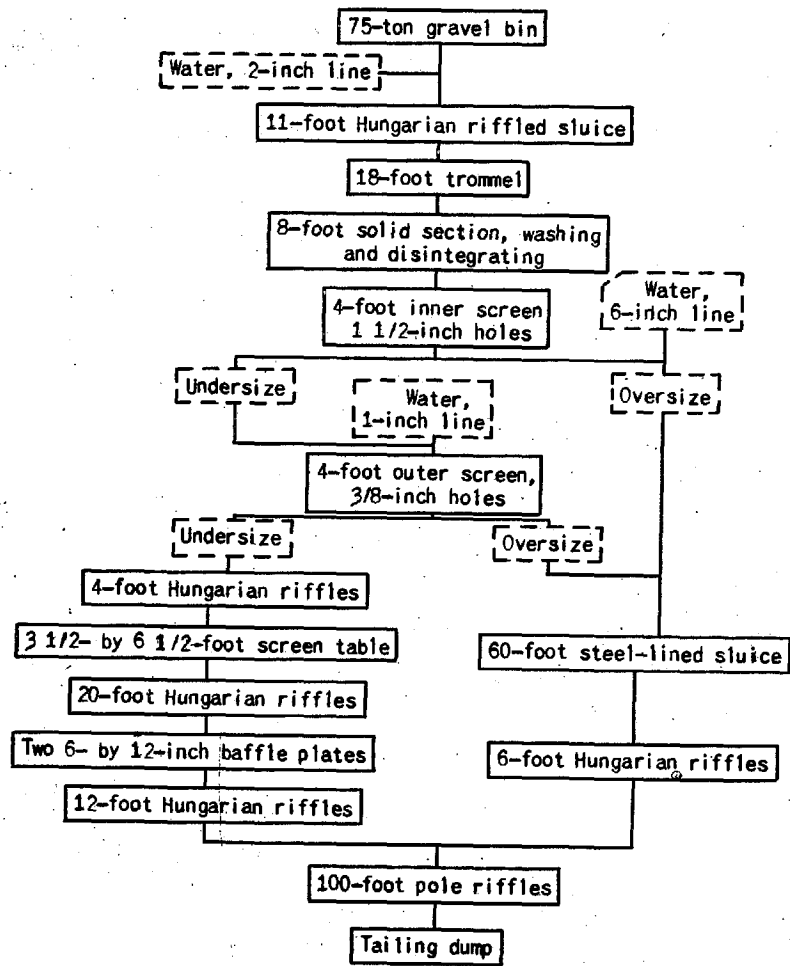 75-ton gravel bin
Water, 2-inch line
11-foot Hungarian riffled sluice
18-foot trommel
8-foot solid section, washing
and disintegrating
4-foot inner screen
1 1/2-inch holes
Water,
6-inch line
Undersize
Water,
1-inch line
Oversize
4-foot outer screen,
3/8-inch holes
Undersize
Oversize
4-foot Hungarian riffles
3 1/2- by 6 1/2-foot screen table
60-foot steel-lined sluice
20-foot Hungarian riffles
Two 6- by 12-inch baffle plates
6-foot Hungarian riffles
12-foot Hungarian riffles
100-foot pole riffles
Tailing dump